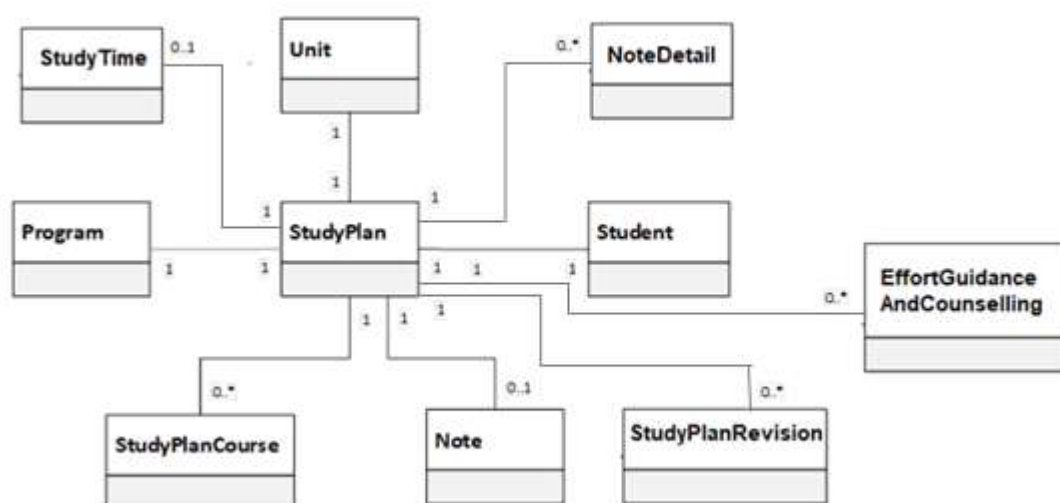 StudyTime
0..1
Unit
0..*
NoteDetail
1
1
1
1
Program
StudyPlan
Student
1
1
1
1
1
EffortGuidance
AndCounselling
0..*
1
1
1
0..*
0..1
0..*
StudyPlanCourse
Note
StudyPlanRevision